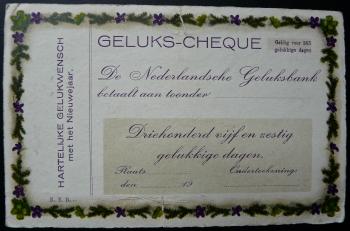 HARTELIJKE GELUKWENSCH
met het Nieuwejaar.
GELUKS-CHEQUE
Geldig voor 365
gelukkige dagen
De Nederlandsche Geluksbank
betaalt aan toonder
Driehonderd vijf en zestig
gelukkige dagen.
Plaats
Onderteekening:
den 19